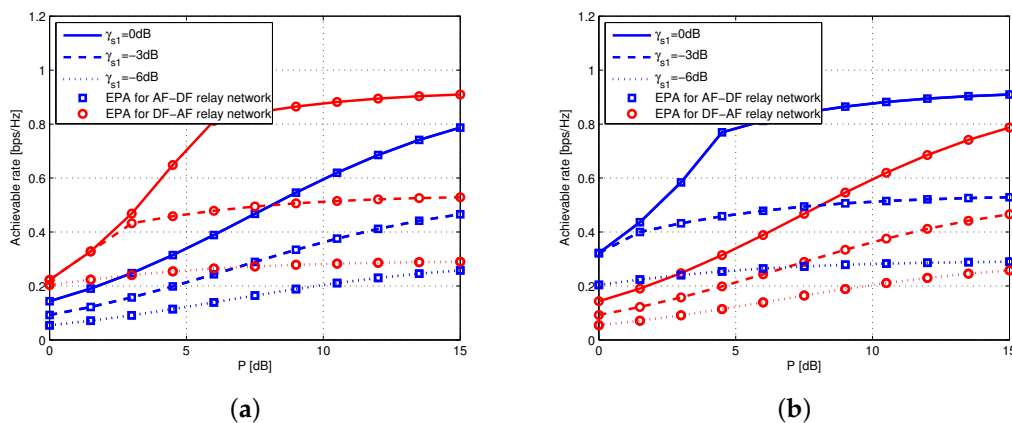 1.2
1
0.8
0.6
0.4
0.2
0
0
5
10
15
Achievable rate [bps/Hz]
P [dB]
γs1=0dB
γs1=−3dB
γs1=−6dB
EPA for AF−DF relay network
EPA for DF−AF relay network
(a)
1.2
1
0.8
0.6
0.4
0.2
0
0
5
10
15
Achievable rate [bps/Hz]
P [dB]
γs1=0dB
γs1=−3dB
γs1=−6dB
EPA for AF−DF relay network
EPA for DF−AF relay network
(b)